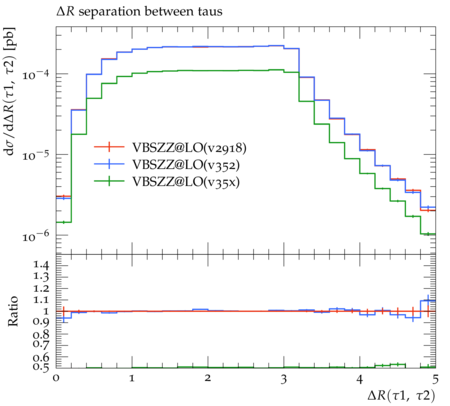 ΔR separation between taus
dσ/dΔR(τ1, τ2) [pb]
10⁻⁴
10⁻⁵
10⁻⁶
VBSZZ@LO(v2918)
VBSZZ@LO(v352)
VBSZZ@LO(v35x)
Ratio
1.4
1.3
1.2
1.1
1
0.9
0.8
0.7
0.6
0.5
0 1 2 3 4 5
ΔR(τ1, τ2)